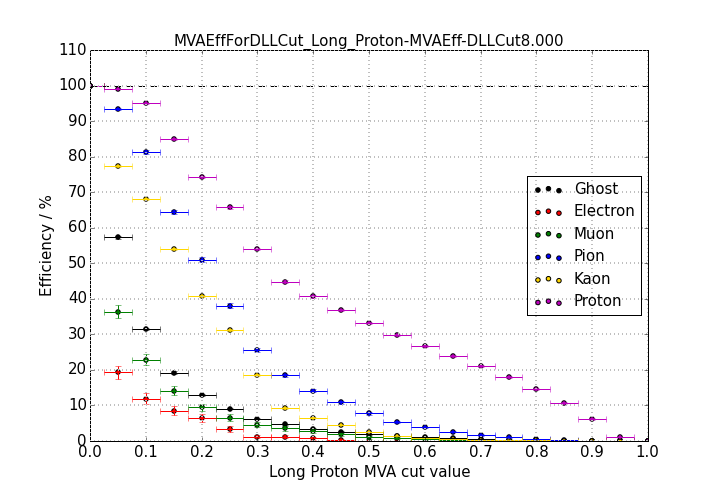 MVAEffForDLLCut_Long_Proton-MVAEff-DLLCut8.000
110
100
90
80
70
60
50
40
30
20
10
0
Efficiency / %
Ghost
Electron
Muon
Pion
Kaon
Proton
0.0 0.1 0.2 0.3 0.4 0.5 0.6 0.7 0.8 0.9 1.0
Long Proton MVA cut value